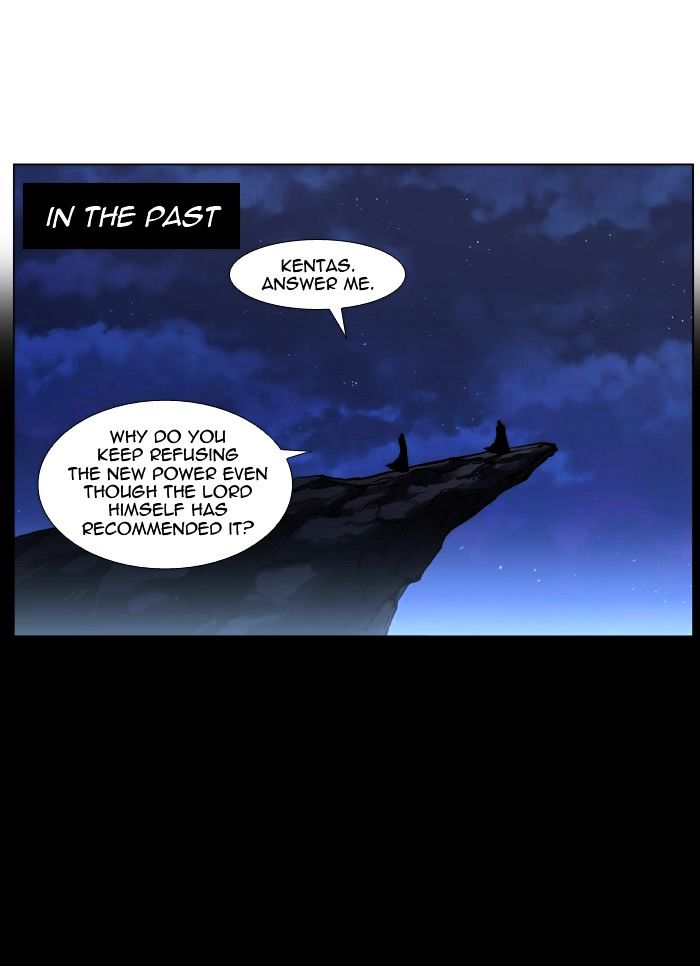 IN THE PAST
KENTAS.
ANSWER ME.
WHY DO YOU
KEEP REFUSING
THE NEW POWER EVEN
THOUGH THE LORD
HIMSELF HAS
RECOMMENDED IT?